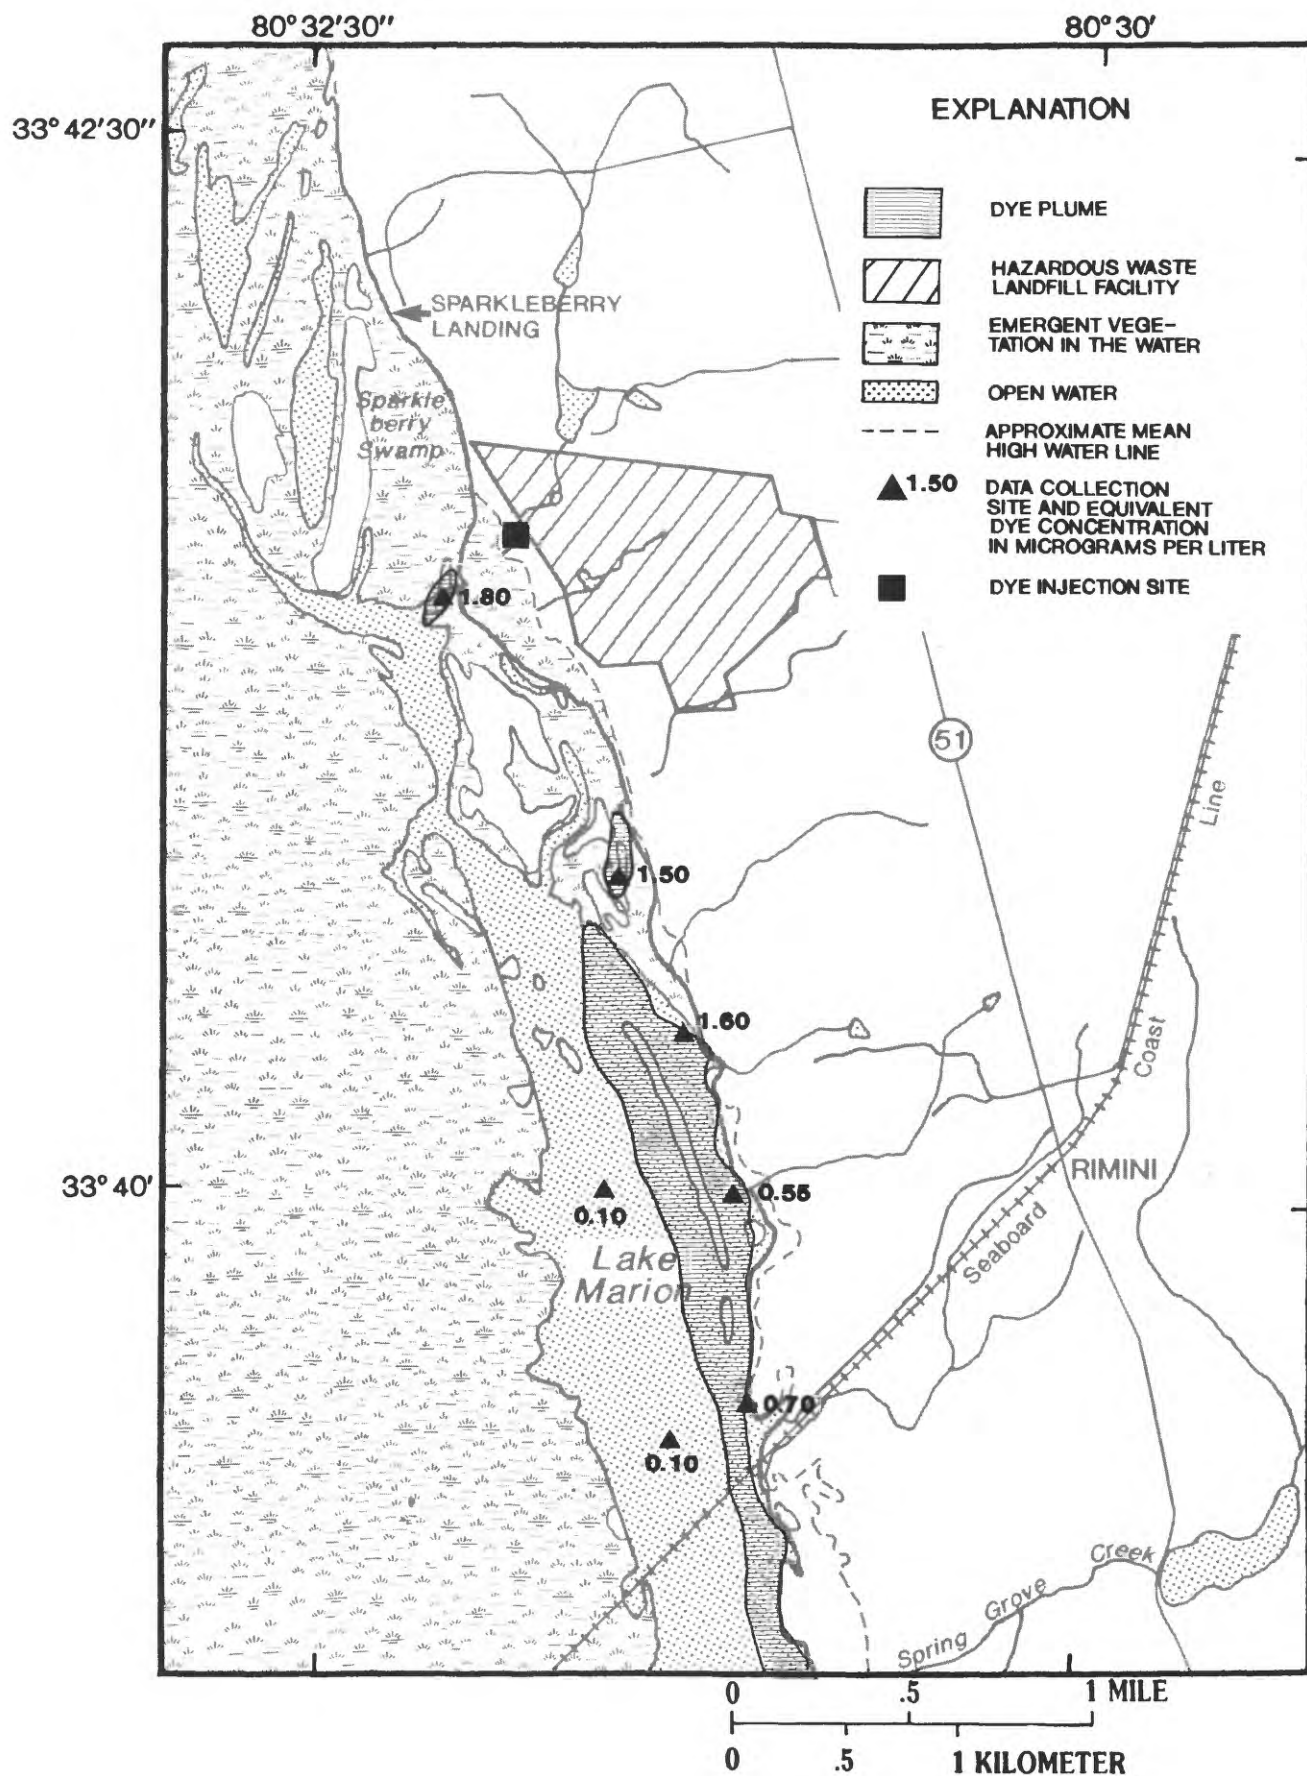 80°32'30"
80°30'
33°42'30"
EXPLANATION
DYE PLUME
HAZARDOUS WASTE
LANDFILL FACILITY
EMERGENT VEGE-
TATION IN THE WATER
OPEN WATER
APPROXIMATE MEAN
HIGH WATER LINE
1.50
DATA COLLECTION
SITE AND EQUIVALENT
DYE CONCENTRATION
IN MICROGRAMS PER LITER
DYE INJECTION SITE
SPARKLEBERRY
LANDING
Sparkle
berry
Swamp
1.80
51
Line
1.50
1.60
Coast
33°40'
RIMINI
0.55
0.10
Seaboard
Lake
Marion
0.70
0.10
Creek
Grove
Spring
0
.5
1 MILE
0
.5
1 KILOMETER